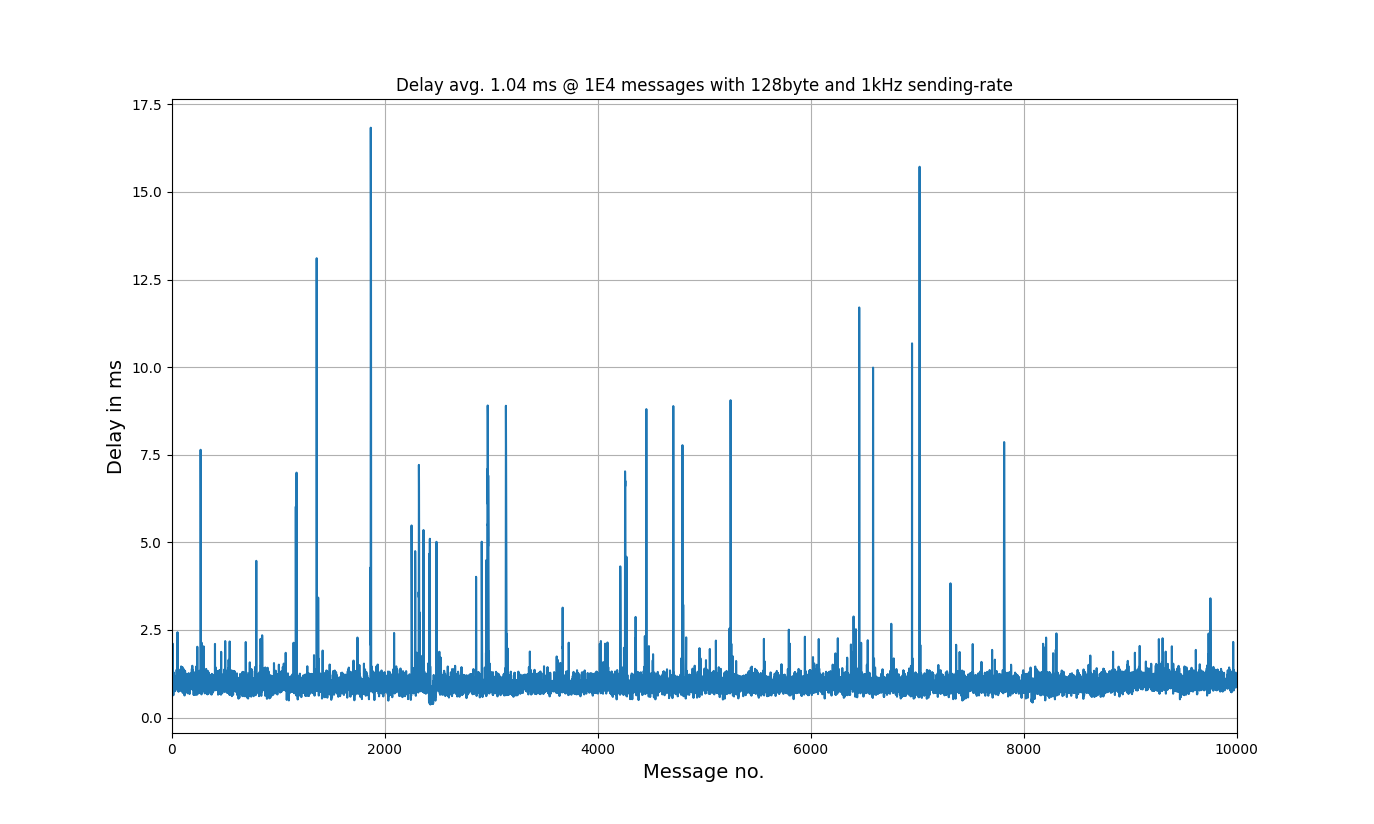 Delay avg. 1.04 ms @ 1E4 messages with 128byte and 1kHz sending-rate
17.5
15.0
12.5
10.0
7.5
5.0
2.5
0.0
Delay in ms
0 2000 4000 6000 8000 10000
Message no.